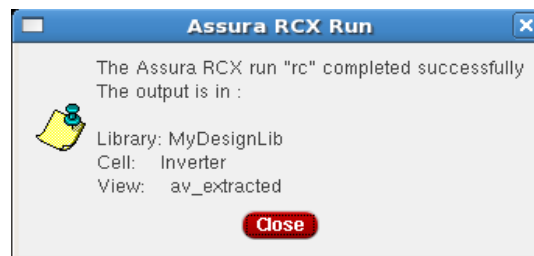 Assura RCX Run
The Assura RCX run "rc" completed successfully
The output is in :
Library: MyDesignLib
Cell: Inverter
View: av_extracted
Close